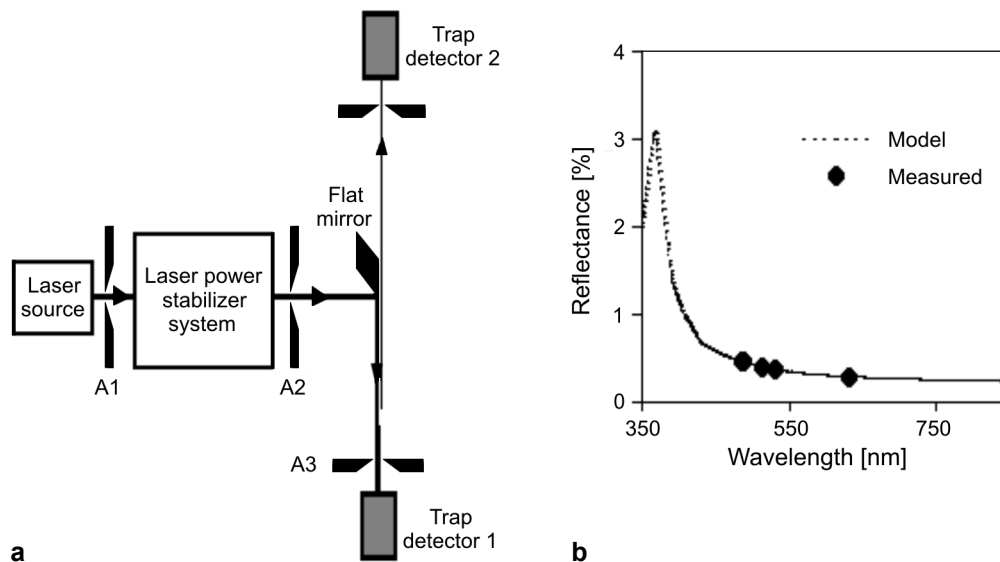 Trap
detector 2
Flat
mirror
Laser
source
Laser power
stabilizer
system
A1
A2
A3
Trap
detector 1
a
4
3
2
1
0
Reflectance [%]
Model
Measured
350
550
750
Wavelength [nm]
b